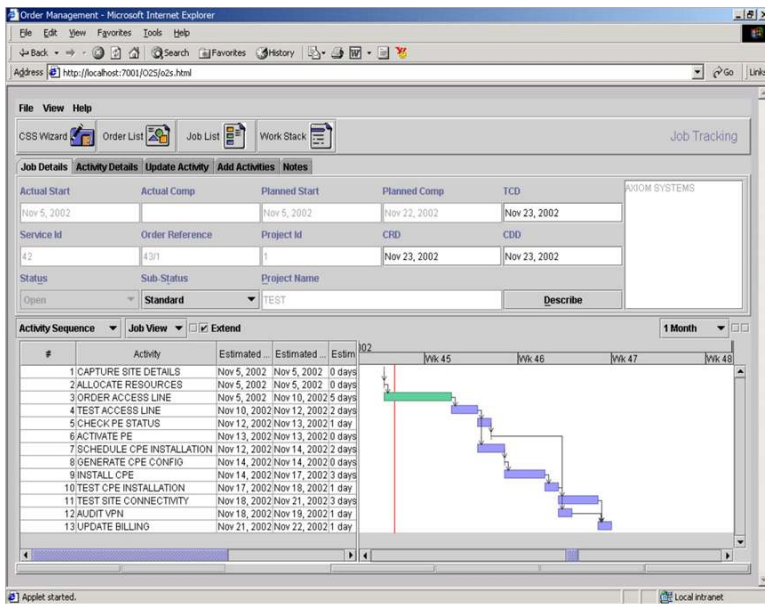 Order Management - Microsoft Internet Explorer
File Edit View Favorites Tools Help
Back Search Favorites History
Address http://localhost:7001/O2S/o2s.html Go Links
File View Help
CSS Wizard Order List Job List Work Stack Job Tracking
Job Details Activity Details Update Activity Add Activities Notes
Actual Start Actual Comp Planned Start Planned Comp TCD AXIOM SYSTEMS
Nov 5, 2002 Nov 5, 2002 Nov 22, 2002 Nov 23, 2002
Service Id Order Reference Project Id CRD CDD
42 43/1 1 Nov 23, 2002 Nov 23, 2002
Status Sub-Status Project Name
Open Standard TEST Describe
Activity Sequence Job View Extend 1 Month
# Activity Estimated ... Estimated ... Estim 002 Wk 45 Wk 46 Wk 47 Wk 48
1 CAPTURE SITE DETAILS Nov 5, 2002 Nov 5, 2002 0 days
2 ALLOCATE RESOURCES Nov 5, 2002 Nov 5, 2002 0 days
3 ORDER ACCESS LINE Nov 5, 2002 Nov 10, 2002 5 days
4 TEST ACCESS LINE Nov 10, 2002 Nov 12, 2002 2 days
5 CHECK PE STATUS Nov 12, 2002 Nov 13, 2002 1 day
6 ACTIVATE PE Nov 13, 2002 Nov 13, 2002 0 days
7 SCHEDULE CPE INSTALLATION Nov 12, 2002 Nov 14, 2002 2 days
8 GENERATE CPE CONFIG Nov 14, 2002 Nov 14, 2002 0 days
9 INSTALL CPE Nov 14, 2002 Nov 17, 2002 3 days
10 TEST CPE INSTALLATION Nov 17, 2002 Nov 18, 2002 1 day
11 TEST SITE CONNECTIVITY Nov 18, 2002 Nov 21, 2002 3 days
12 AUDIT VPN Nov 18, 2002 Nov 19, 2002 1 day
13 UPDATE BILLING Nov 21, 2002 Nov 22, 2002 1 day
Applet started. Local intranet